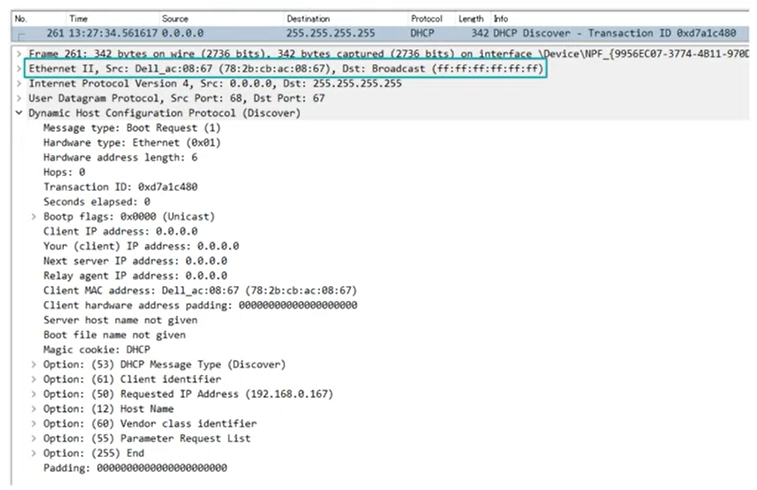 No. Time Source Destination Protocol Length Info
261 13:27:34.561617 0.0.0.0 255.255.255.255 DHCP 342 DHCP Discover - Transaction ID 0xd7a1c480
Frame 261: 342 bytes on wire (2736 bits), 342 bytes captured (2736 bits) on interface \Device\NPF_{9956EC07-3774-4B11-970D
Ethernet II, Src: Dell_ac:08:67 (78:2b:cb:ac:08:67), Dst: Broadcast (ff:ff:ff:ff:ff:ff)
Internet Protocol Version 4, Src: 0.0.0.0, Dst: 255.255.255.255
User Datagram Protocol, Src Port: 68, Dst Port: 67
Dynamic Host Configuration Protocol (Discover)
Message type: Boot Request (1)
Hardware type: Ethernet (0x01)
Hardware address length: 6
Hops: 0
Transaction ID: 0xd7a1c480
Seconds elapsed: 0
Bootp flags: 0x0000 (Unicast)
Client IP address: 0.0.0.0
Your (client) IP address: 0.0.0.0
Next server IP address: 0.0.0.0
Relay agent IP address: 0.0.0.0
Client MAC address: Dell_ac:08:67 (78:2b:cb:ac:08:67)
Client hardware address padding: 00000000000000000000
Server host name not given
Boot file name not given
Magic cookie: DHCP
Option: (53) DHCP Message Type (Discover)
Option: (61) Client identifier
Option: (50) Requested IP Address (192.168.0.167)
Option: (12) Host Name
Option: (60) Vendor class identifier
Option: (55) Parameter Request List
Option: (255) End
Padding: 0000000000000000000000